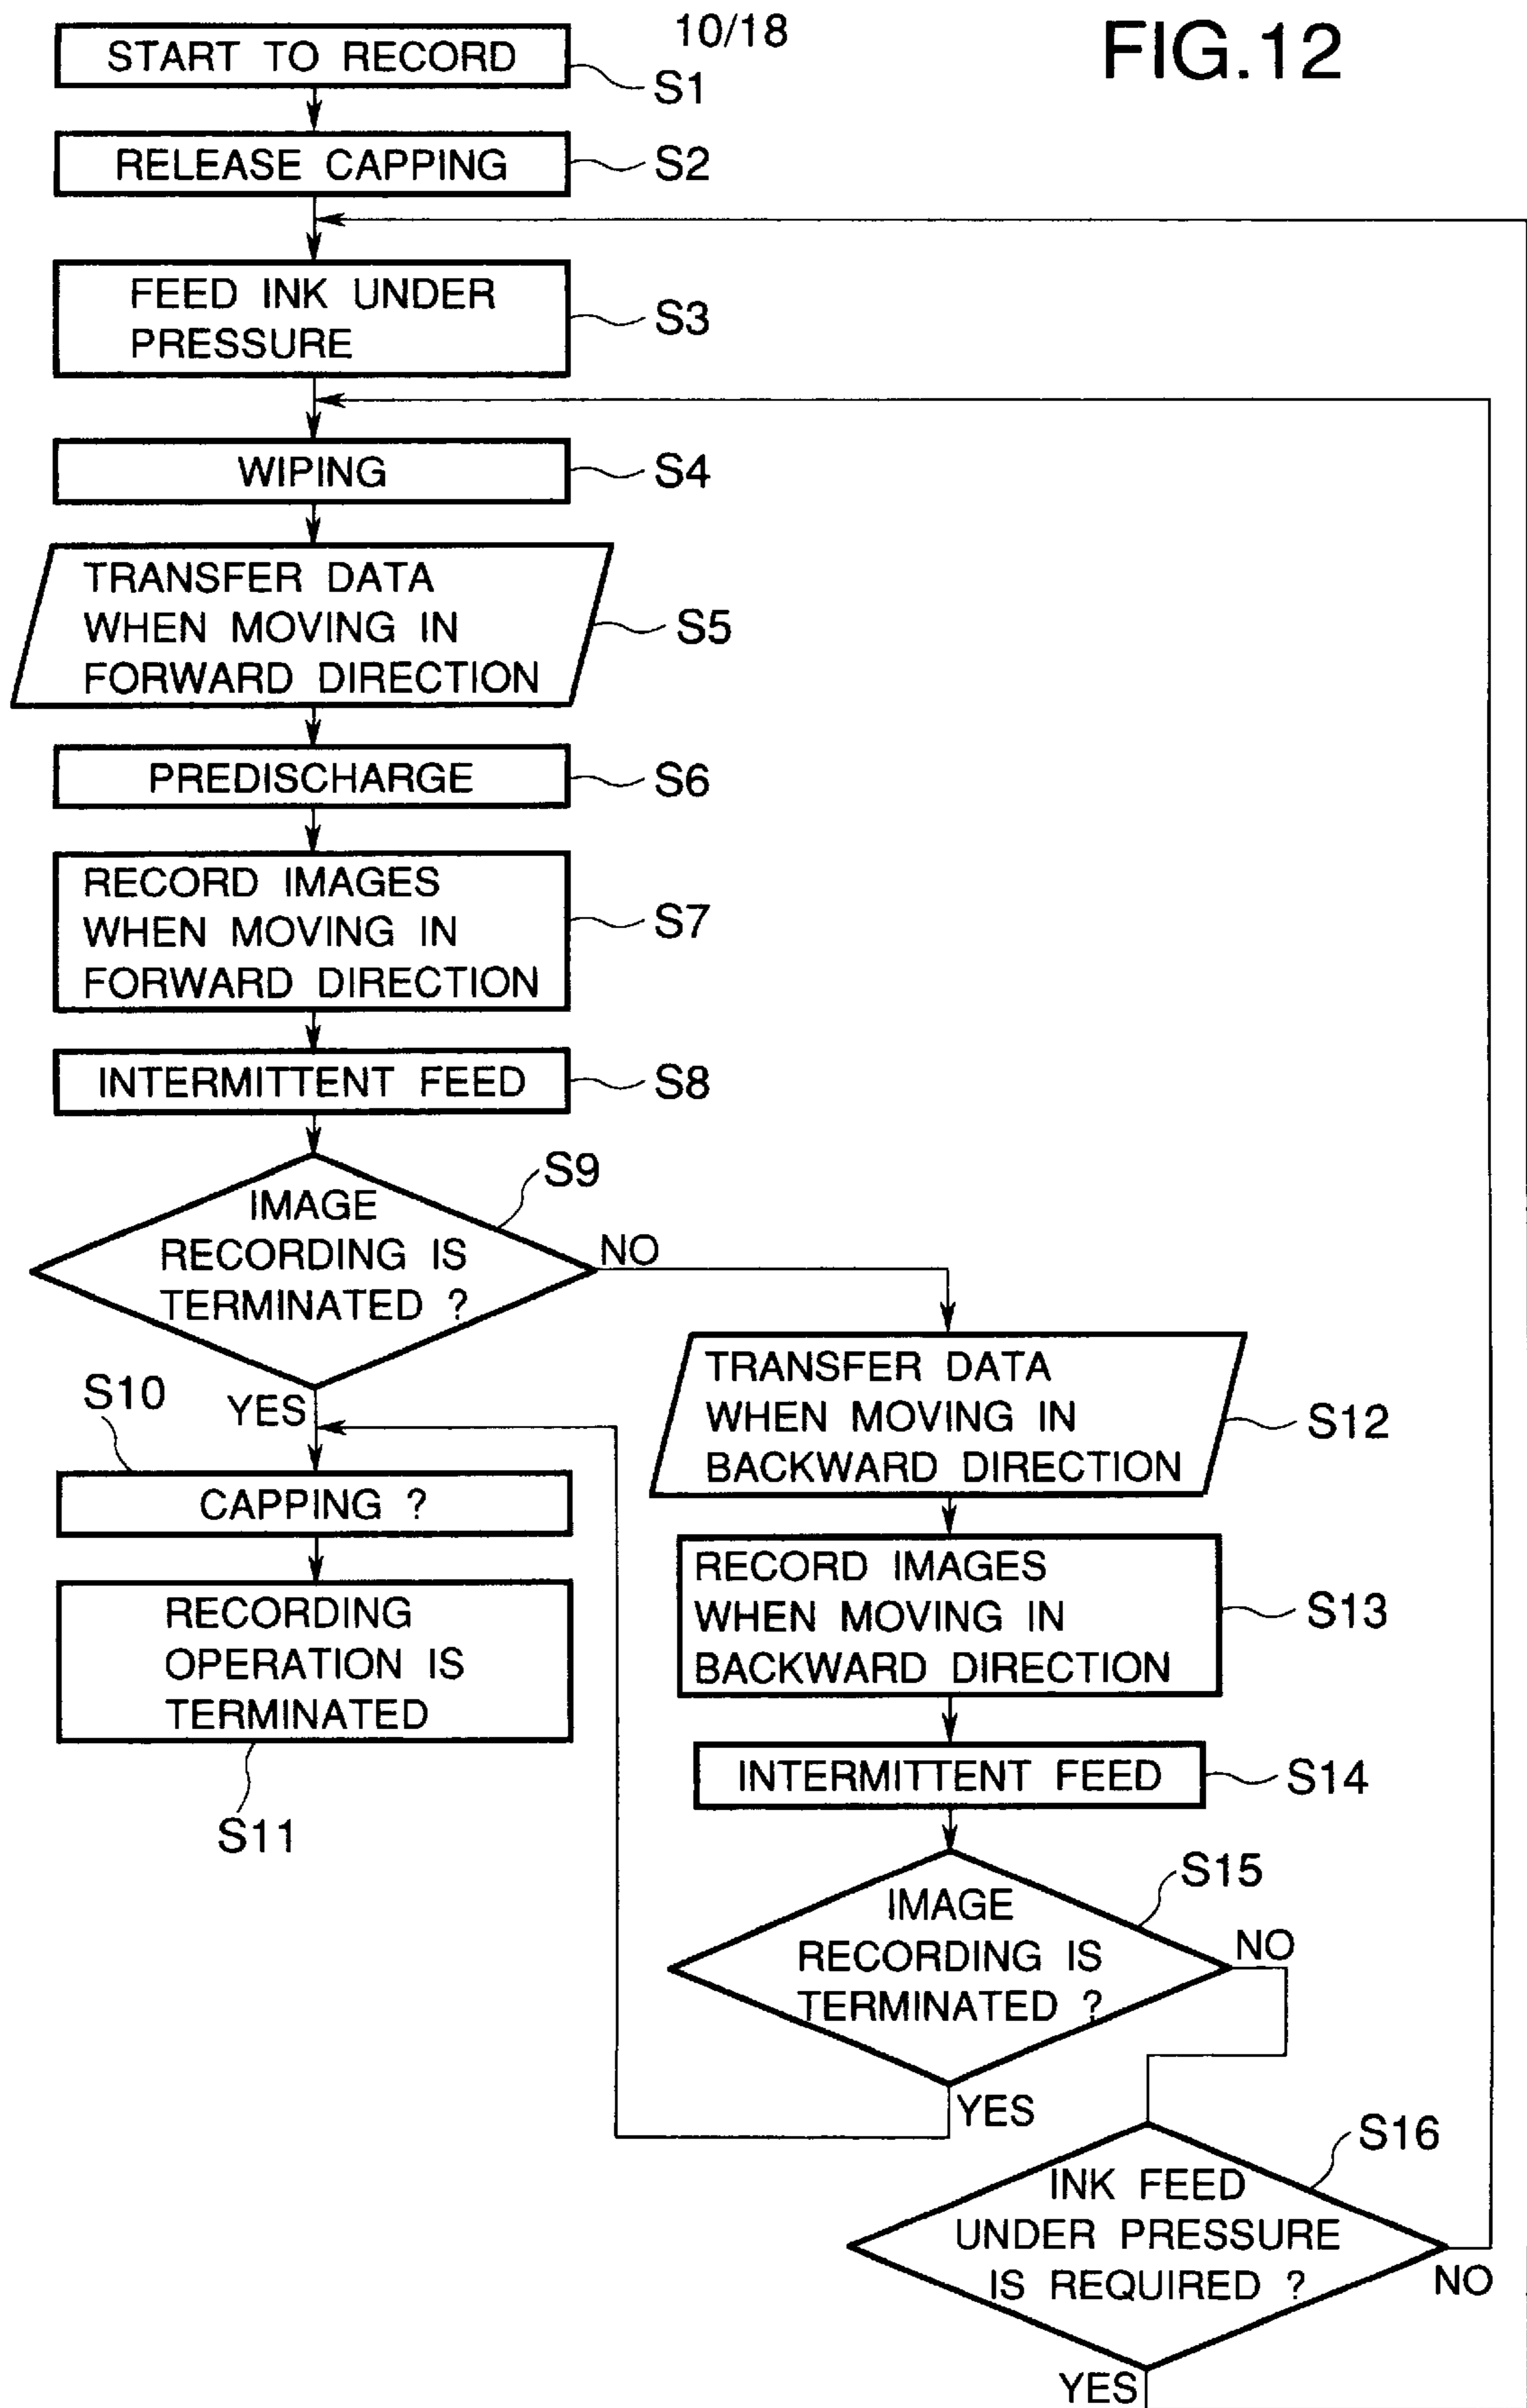 10/18
FIG.12
START TO RECORD
S1
RELEASE CAPPING
S2
FEED INK UNDER
PRESSURE
S3
WIPING
S4
TRANSFER DATA
WHEN MOVING IN
FORWARD DIRECTION
S5
PREDISCHARGE
S6
RECORD IMAGES
WHEN MOVING IN
FORWARD DIRECTION
S7
INTERMITTENT FEED
S8
S9
IMAGE
RECORDING IS
TERMINATED ?
NO
YES
S10
CAPPING ?
RECORDING
OPERATION IS
TERMINATED
S11
TRANSFER DATA
WHEN MOVING IN
BACKWARD DIRECTION
S12
RECORD IMAGES
WHEN MOVING IN
BACKWARD DIRECTION
S13
INTERMITTENT FEED
S14
S15
IMAGE
RECORDING IS
TERMINATED ?
NO
YES
S16
INK FEED
UNDER PRESSURE
IS REQUIRED ?
NO
YES